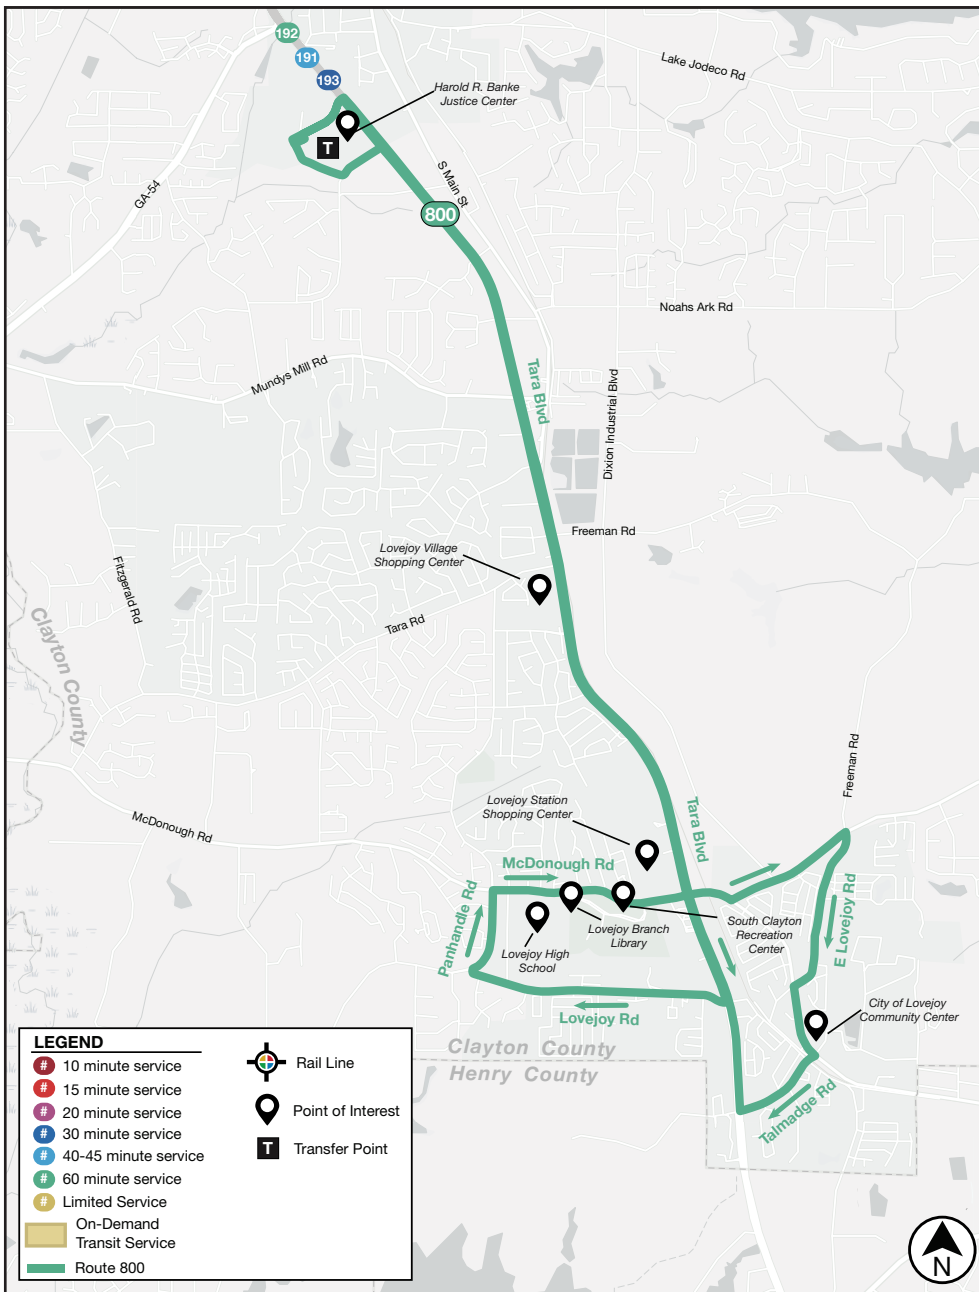 192
191
193
Lake Jodeco Rd
Harold R. Banke
Justice Center
T
GA-54
S Main St
800
Noahs Ark Rd
Mundys Mill Rd
Tara Blvd
Dixion Industrial Blvd
Freeman Rd
Lovejoy Village
Shopping Center
Fitzgerald Rd
Tara Rd
Clayton County
Freeman Rd
Lovejoy Station
Shopping Center
Tara Blvd
McDonough Rd
McDonough Rd
Panhandle Rd
E Lovejoy Rd
Lovejoy High
School
Lovejoy Branch
Library
South Clayton
Recreation
Center
City of Lovejoy
Community Center
Lovejoy Rd
Clayton County
Henry County
Talmadge Rd
LEGEND
# 10 minute service
# 15 minute service
# 20 minute service
# 30 minute service
# 40-45 minute service
# 60 minute service
# Limited Service
On-Demand
Transit Service
Route 800
Rail Line
Point of Interest
T Transfer Point
N